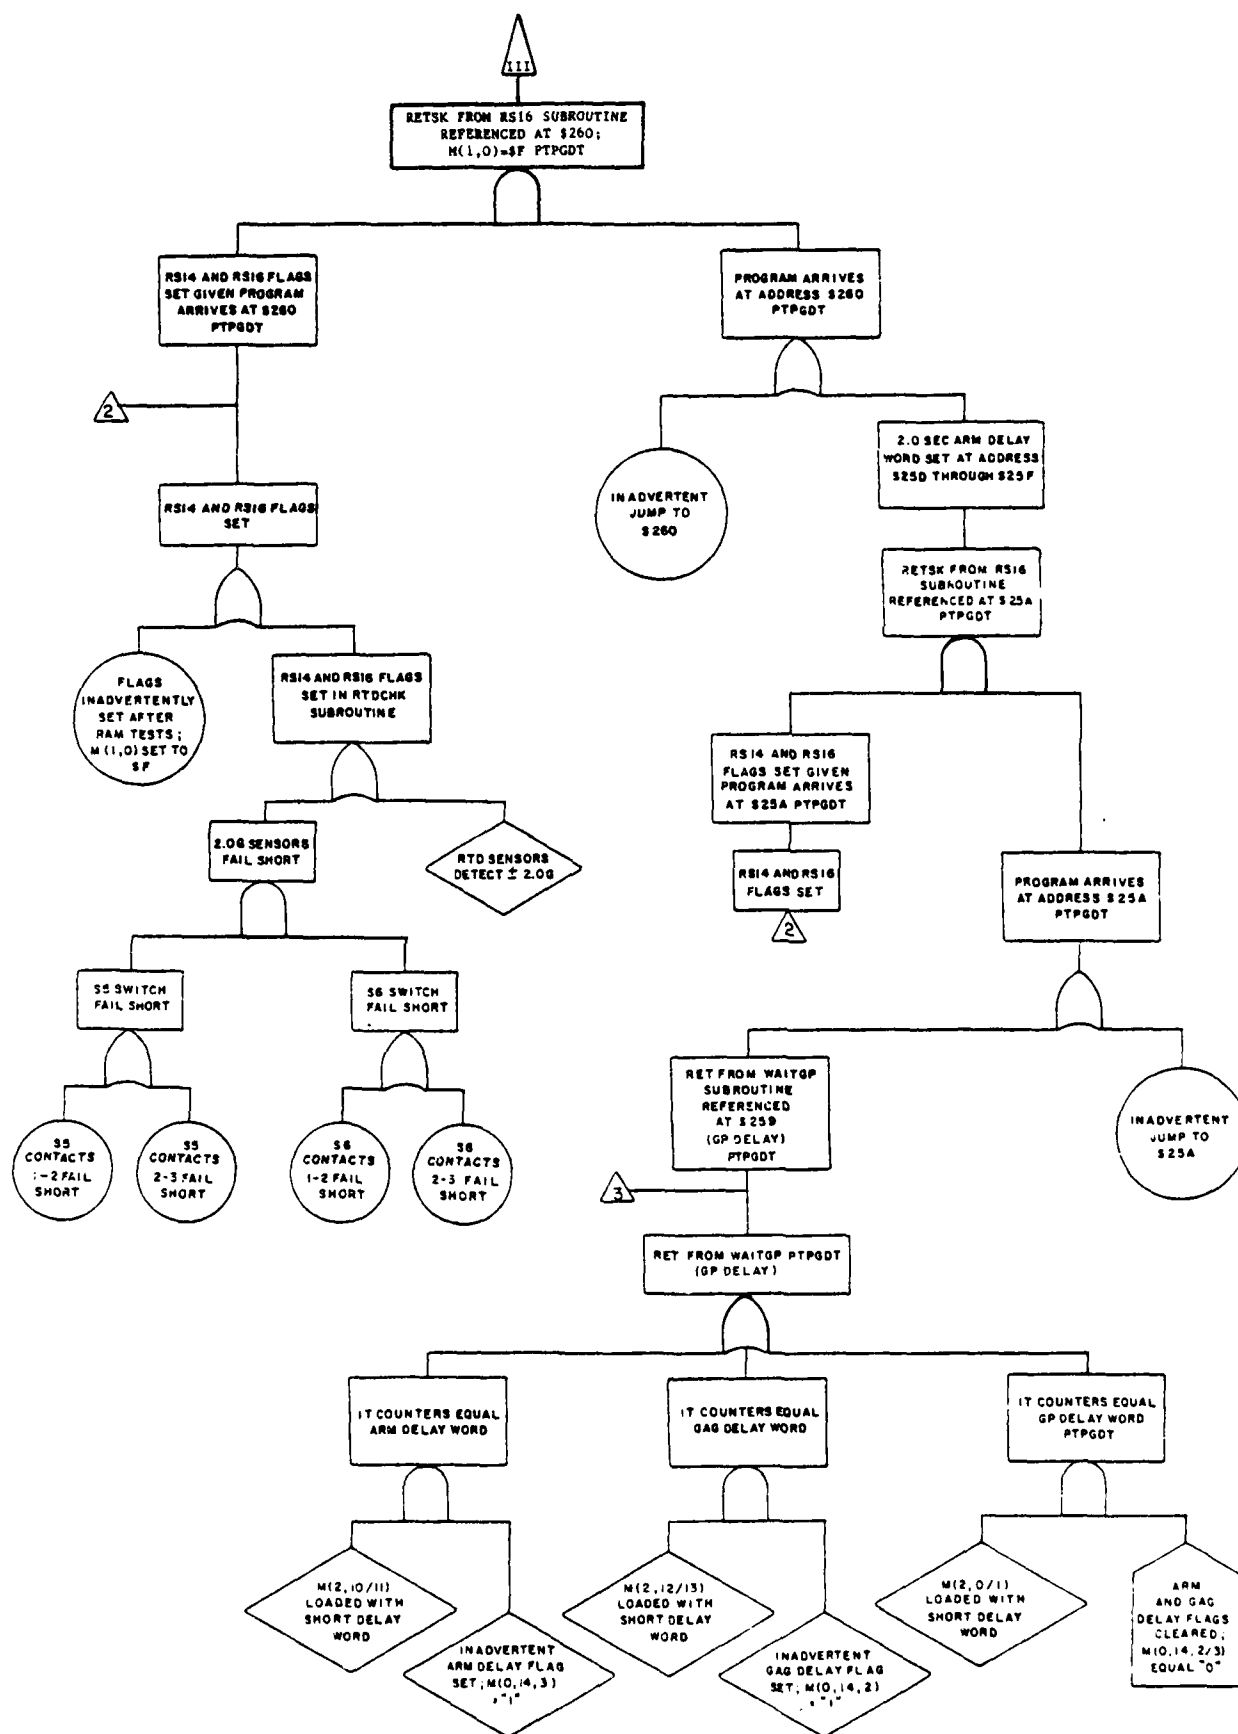 III
RETSK FROM RS16 SUBROUTINE
REFERENCED AT $260;
M(1,0)=$F PTPGDT
RS14 AND RS16 FLAGS
SET GIVEN PROGRAM
ARRIVES AT $260
PTPGDT
PROGRAM ARRIVES
AT ADDRESS $260
PTPGDT
2
INADVERTENT
JUMP TO
$260
2.0 SEC ARM DELAY
WORD SET AT ADDRESS
$25D THROUGH $25F
RS14 AND RS16 FLAGS
SET
RETSK FROM RS16
SUBROUTINE
REFERENCED AT $25A
PTPGDT
FLAGS
INADVERTENTLY
SET AFTER
RAM TESTS;
M(1,0) SET TO
$F
RS14 AND RS16 FLAGS
SET IN RTDCHK
SUBROUTINE
RS14 AND RS16
FLAGS SET GIVEN
PROGRAM ARRIVES
AT $25A PTPGDT
2.0G SENSORS
FAIL SHORT
RTD SENSORS
DETECT ± 2.0G
RS14 AND RS16
FLAGS SET
2
PROGRAM ARRIVES
AT ADDRESS $25A
PTPGDT
S5 SWITCH
FAIL SHORT
S6 SWITCH
FAIL SHORT
RET FROM WAITGP
SUBROUTINE
REFERENCED
AT $259
(GP DELAY)
PTPGDT
INADVERTENT
JUMP TO
$25A
S5
CONTACTS
1-2 FAIL
SHORT
S5
CONTACTS
2-3 FAIL
SHORT
S6
CONTACTS
1-2 FAIL
SHORT
S6
CONTACTS
2-3 FAIL
SHORT
3
RET FROM WAITGP PTPGDT
(GP DELAY)
IT COUNTERS EQUAL
ARM DELAY WORD
IT COUNTERS EQUAL
GAG DELAY WORD
IT COUNTERS EQUAL
GP DELAY WORD
PTPGDT
M(2,10/11)
LOADED WITH
SHORT DELAY
WORD
INADVERTENT
ARM DELAY FLAG
SET; M(0,14,3)
= "1"
M(2,12/13)
LOADED WITH
SHORT DELAY
WORD
INADVERTENT
GAG DELAY FLAG
SET; M(0,14,2)
= "1"
M(2,0/1)
LOADED WITH
SHORT DELAY
WORD
ARM
AND GAG
DELAY FLAGS
CLEARED;
M(0,14,2/3)
EQUAL "0"